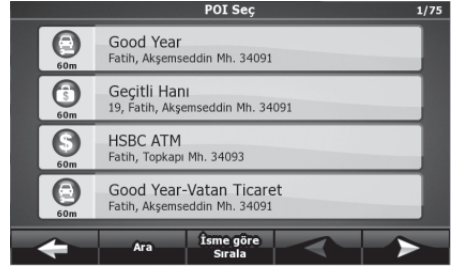 POI Seç
1/75
Good Year
Fatih, Akşemseddin Mh. 34091
60m
Geçitli Hanı
19, Fatih, Akşemseddin Mh. 34091
60m
HSBC ATM
Fatih, Topkapı Mh. 34093
60m
Good Year-Vatan Ticaret
Fatih, Akşemseddin Mh. 34091
60m
Ara
İsme göre
Sırala